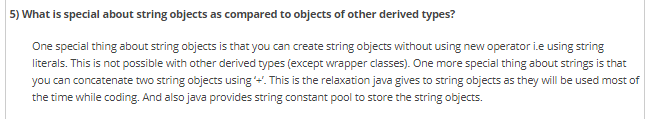 5) What is special about string objects as compared to objects of other derived types?
One special thing about string objects is that you can create string objects without using new operator i.e using string
literals. This is not possible with other derived types (except wrapper classes). One more special thing about strings is that
you can concatenate two string objects using '+'. This is the relaxation java gives to string objects as they will be used most of
the time while coding. And also java provides string constant pool to store the string objects.